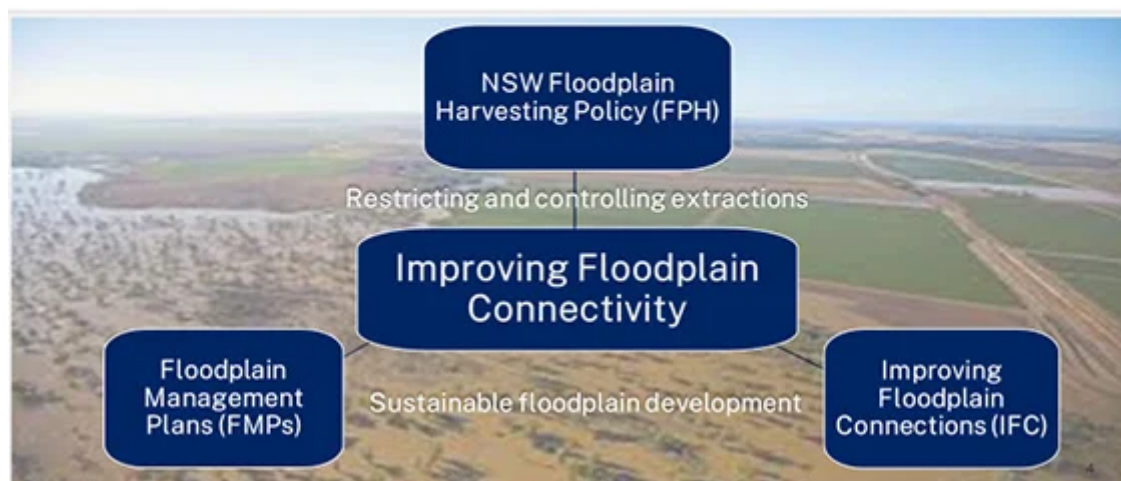 NSW Floodplain
Harvesting Policy (FPH)
Restricting and controlling extractions
Improving Floodplain
Connectivity
Floodplain
Management
Plans (FMPs)
Sustainable floodplain development
Improving
Floodplain
Connections (IFC)
4